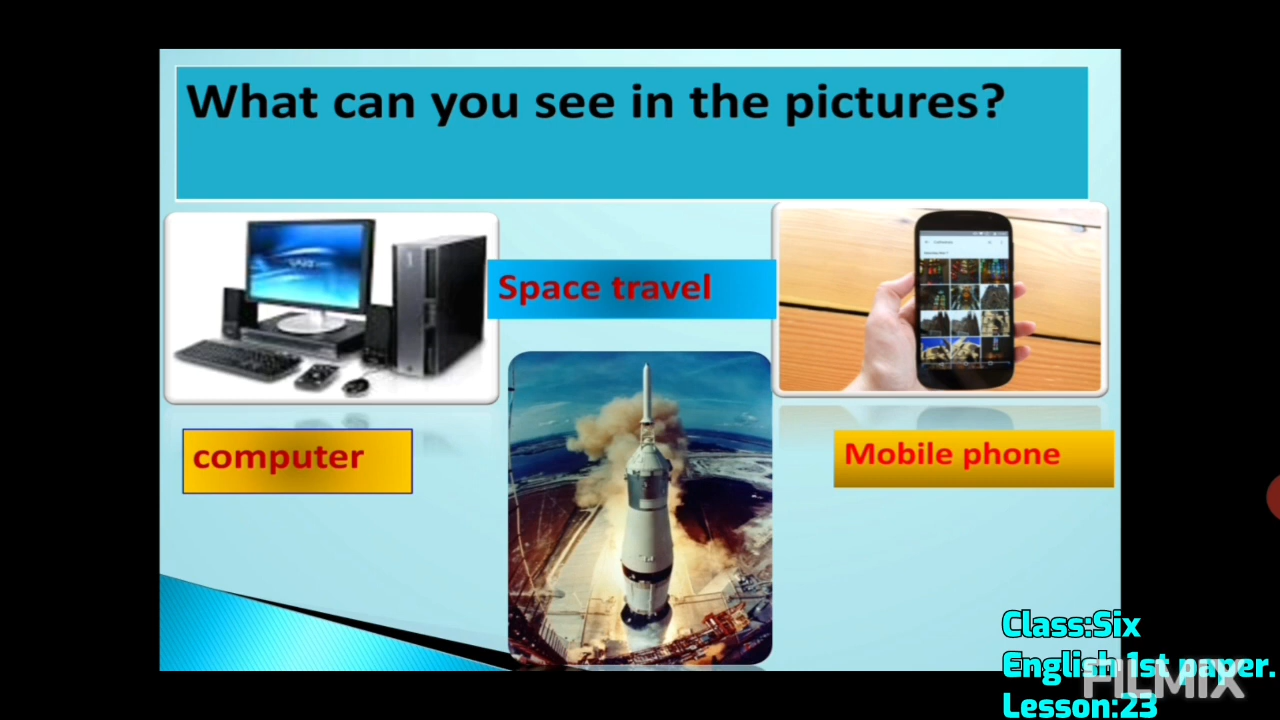 What can you see in the pictures?
Space travel
computer
Mobile phone
Class:Six
English 1st paper.
Lesson:23
FILMIX